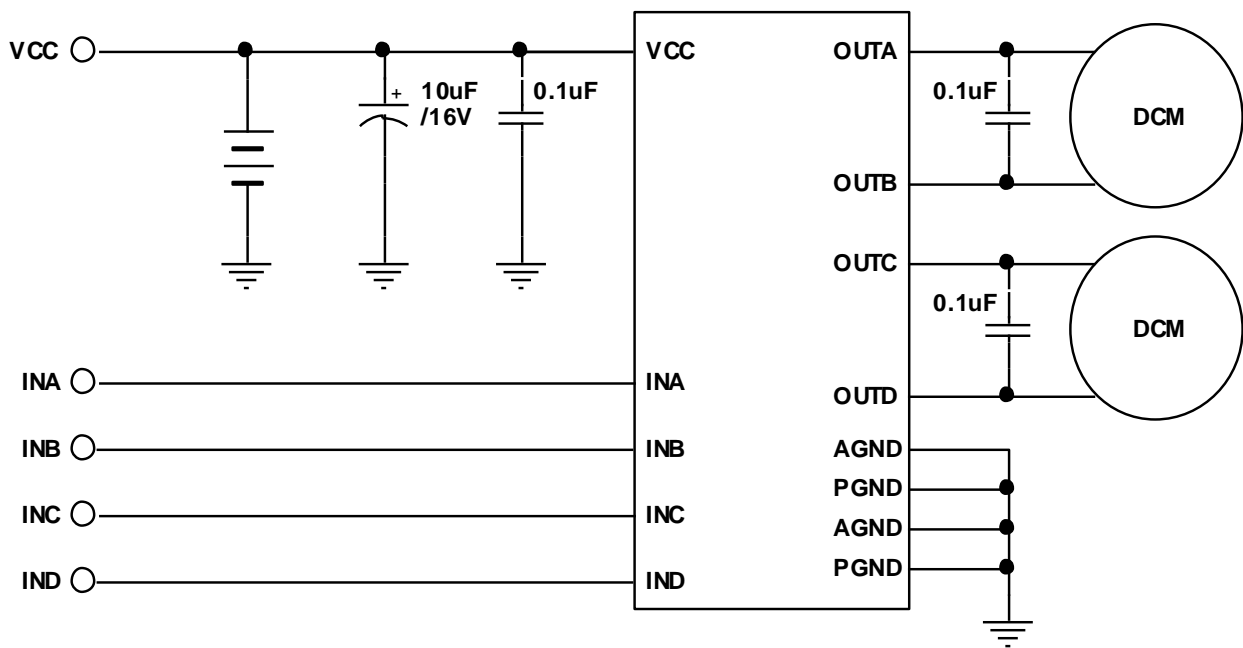 VCC
VCC
OUTA
+
10uF
/16V
0.1uF
0.1uF
DCM
OUTB
OUTC
0.1uF
DCM
INA
INA
OUTD
INB
INB
AGND
PGND
INC
INC
AGND
PGND
IND
IND